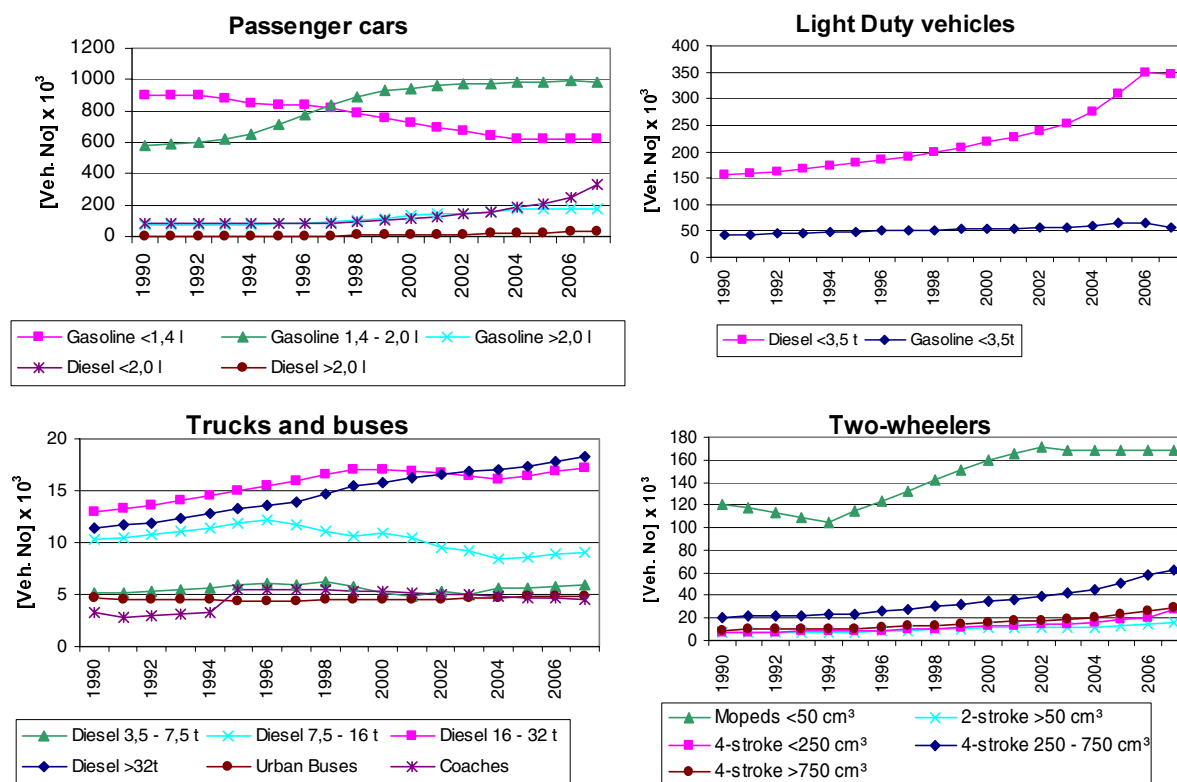 Passenger cars
[Veh. No] x 10³
1200
1000
800
600
400
200
0
1990
1992
1994
1996
1998
2000
2002
2004
2006
Gasoline <1,4 l
Gasoline 1,4 - 2,0 l
Gasoline >2,0 l
Diesel <2,0 l
Diesel >2,0 l
Light Duty vehicles
[Veh. No] x 10³
400
350
300
250
200
150
100
50
0
1990
1992
1994
1996
1998
2000
2002
2004
2006
Diesel <3,5 t
Gasoline <3,5t
Trucks and buses
[Veh. No] x 10³
20
15
10
5
0
1990
1992
1994
1996
1998
2000
2002
2004
2006
Diesel 3,5 - 7,5 t
Diesel 7,5 - 16 t
Diesel 16 - 32 t
Diesel >32t
Urban Buses
Coaches
Two-wheelers
[Veh. No] x 10³
180
160
140
120
100
80
60
40
20
0
1990
1992
1994
1996
1998
2000
2002
2004
2006
Mopeds <50 cm³
2-stroke >50 cm³
4-stroke <250 cm³
4-stroke 250 - 750 cm³
4-stroke >750 cm³